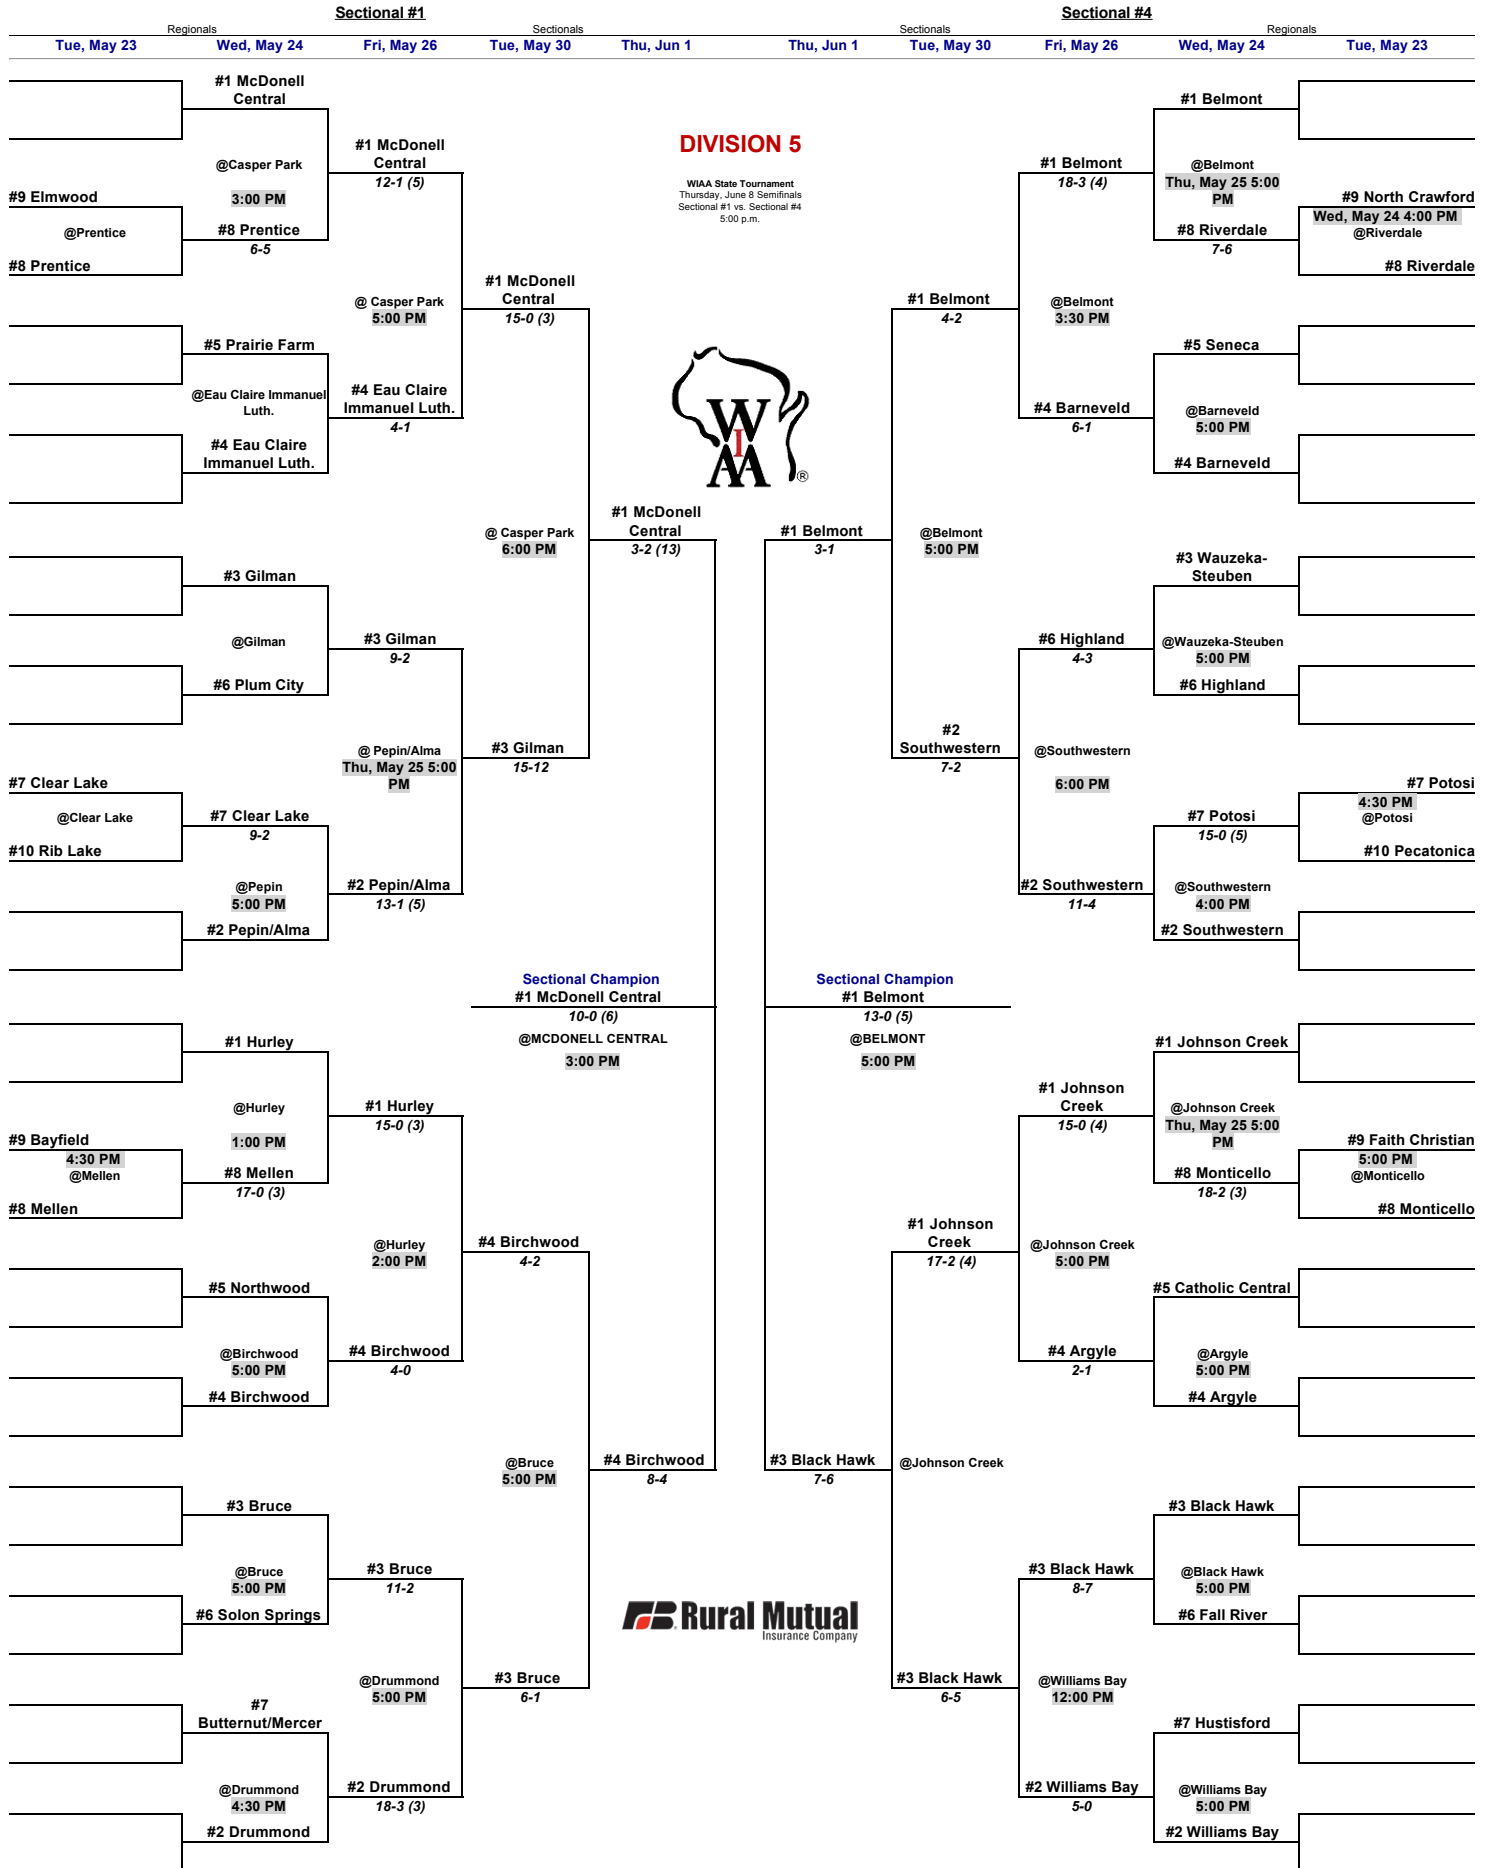 Sectional #1
Sectional #4
Regionals
Sectionals
Sectionals
Regionals
Tue, May 23
Wed, May 24
Fri, May 26
Tue, May 30
Thu, Jun 1
Thu, Jun 1
Tue, May 30
Fri, May 26
Wed, May 24
Tue, May 23
DIVISION 5
WIAA State Tournament
Thursday, June 8 Semifinals
Sectional #1 vs. Sectional #4
5:00 p.m.
W
I
AA
®
#9 Elmwood
@Prentice
#8 Prentice
#7 Clear Lake
@Clear Lake
#10 Rib Lake
#9 Bayfield
4:30 PM
@Mellen
#8 Mellen
#1 McDonell
Central
@Casper Park
3:00 PM
#8 Prentice
6-5
#5 Prairie Farm
@Eau Claire Immanuel
Luth.
#4 Eau Claire
Immanuel Luth.
#3 Gilman
@Gilman
#6 Plum City
#7 Clear Lake
9-2
@Pepin
5:00 PM
#2 Pepin/Alma
#1 Hurley
@Hurley
1:00 PM
#8 Mellen
17-0 (3)
#5 Northwood
@Birchwood
5:00 PM
#4 Birchwood
#3 Bruce
@Bruce
5:00 PM
#6 Solon Springs
#7
Butternut/Mercer
@Drummond
4:30 PM
#2 Drummond
#1 McDonell
Central
12-1 (5)
@ Casper Park
5:00 PM
#4 Eau Claire
Immanuel Luth.
4-1
#3 Gilman
9-2
@ Pepin/Alma
Thu, May 25 5:00
PM
#2 Pepin/Alma
13-1 (5)
#1 Hurley
15-0 (3)
@Hurley
2:00 PM
#4 Birchwood
4-0
#3 Bruce
11-2
@Drummond
5:00 PM
#2 Drummond
18-3 (3)
#1 McDonell
Central
15-0 (3)
@ Casper Park
6:00 PM
#3 Gilman
15-12
#4 Birchwood
4-2
@Bruce
5:00 PM
#3 Bruce
6-1
#1 McDonell
Central
3-2 (13)
Sectional Champion
#1 McDonell Central
10-0 (6)
@MCDONELL CENTRAL
3:00 PM
#4 Birchwood
8-4
#1 Belmont
3-1
Sectional Champion
#1 Belmont
13-0 (5)
@BELMONT
5:00 PM
#3 Black Hawk
7-6
#1 Belmont
4-2
@Belmont
5:00 PM
#2
Southwestern
7-2
#1 Johnson
Creek
17-2 (4)
@Johnson Creek
#3 Black Hawk
6-5
#1 Belmont
18-3 (4)
@Belmont
3:30 PM
#4 Barneveld
6-1
#6 Highland
4-3
@Southwestern
6:00 PM
#2 Southwestern
11-4
#1 Johnson
Creek
15-0 (4)
@Johnson Creek
5:00 PM
#4 Argyle
2-1
#3 Black Hawk
8-7
@Williams Bay
12:00 PM
#2 Williams Bay
5-0
#1 Belmont
@Belmont
Thu, May 25 5:00
PM
#8 Riverdale
7-6
#5 Seneca
@Barneveld
5:00 PM
#4 Barneveld
#3 Wauzeka-
Steuben
@Wauzeka-Steuben
5:00 PM
#6 Highland
#7 Potosi
15-0 (5)
@Southwestern
4:00 PM
#2 Southwestern
#1 Johnson Creek
@Johnson Creek
Thu, May 25 5:00
PM
#8 Monticello
18-2 (3)
#5 Catholic Central
@Argyle
5:00 PM
#4 Argyle
#3 Black Hawk
@Black Hawk
5:00 PM
#6 Fall River
#7 Hustisford
@Williams Bay
5:00 PM
#2 Williams Bay
#9 North Crawford
Wed, May 24 4:00 PM
@Riverdale
#8 Riverdale
#7 Potosi
4:30 PM
@Potosi
#10 Pecatonica
#9 Faith Christian
5:00 PM
@Monticello
#8 Monticello
Rural Mutual
Insurance Company